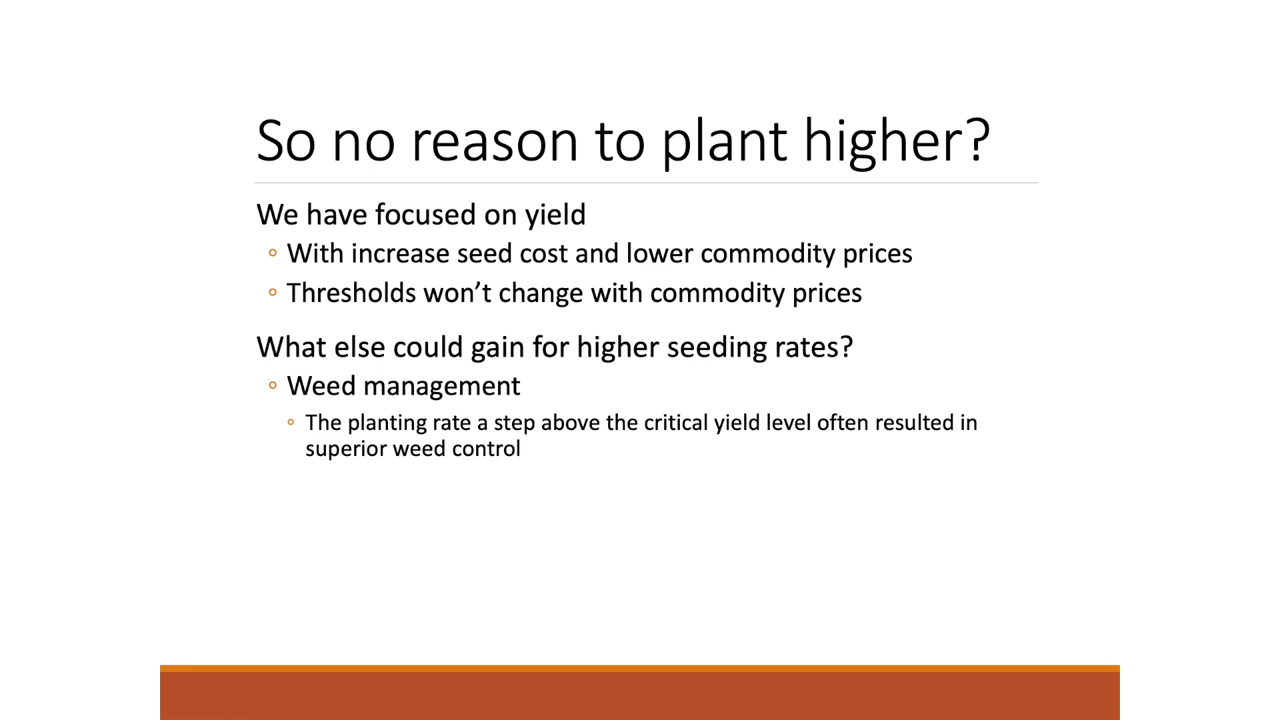 So no reason to plant higher?
We have focused on yield
◦ With increase seed cost and lower commodity prices
◦ Thresholds won’t change with commodity prices
What else could gain for higher seeding rates?
◦ Weed management
◦ The planting rate a step above the critical yield level often resulted in
superior weed control